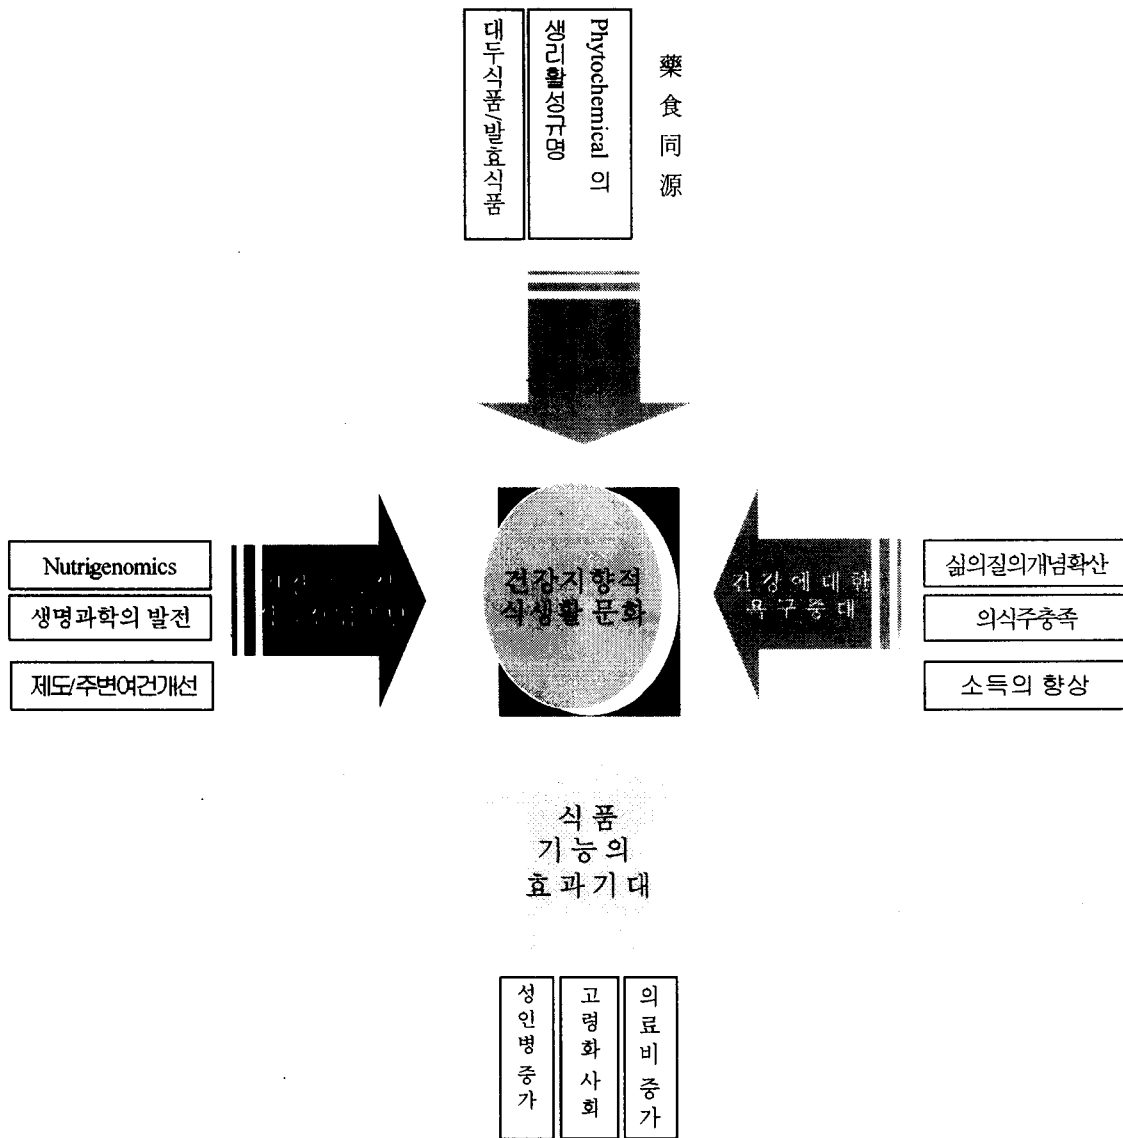 대두식품/발효식품
Phytochemical 의
생리활성규명
藥食同源
Nutrigenomics
생명과학의 발전
제도/주변여건개선
건강지향적
식생활 문화
건강에대한
욕구증대
삶의질의개념확산
의식주충족
소득의 향상
식품
기능의
효과기대
성인병증가
고령화사회
의료비증가